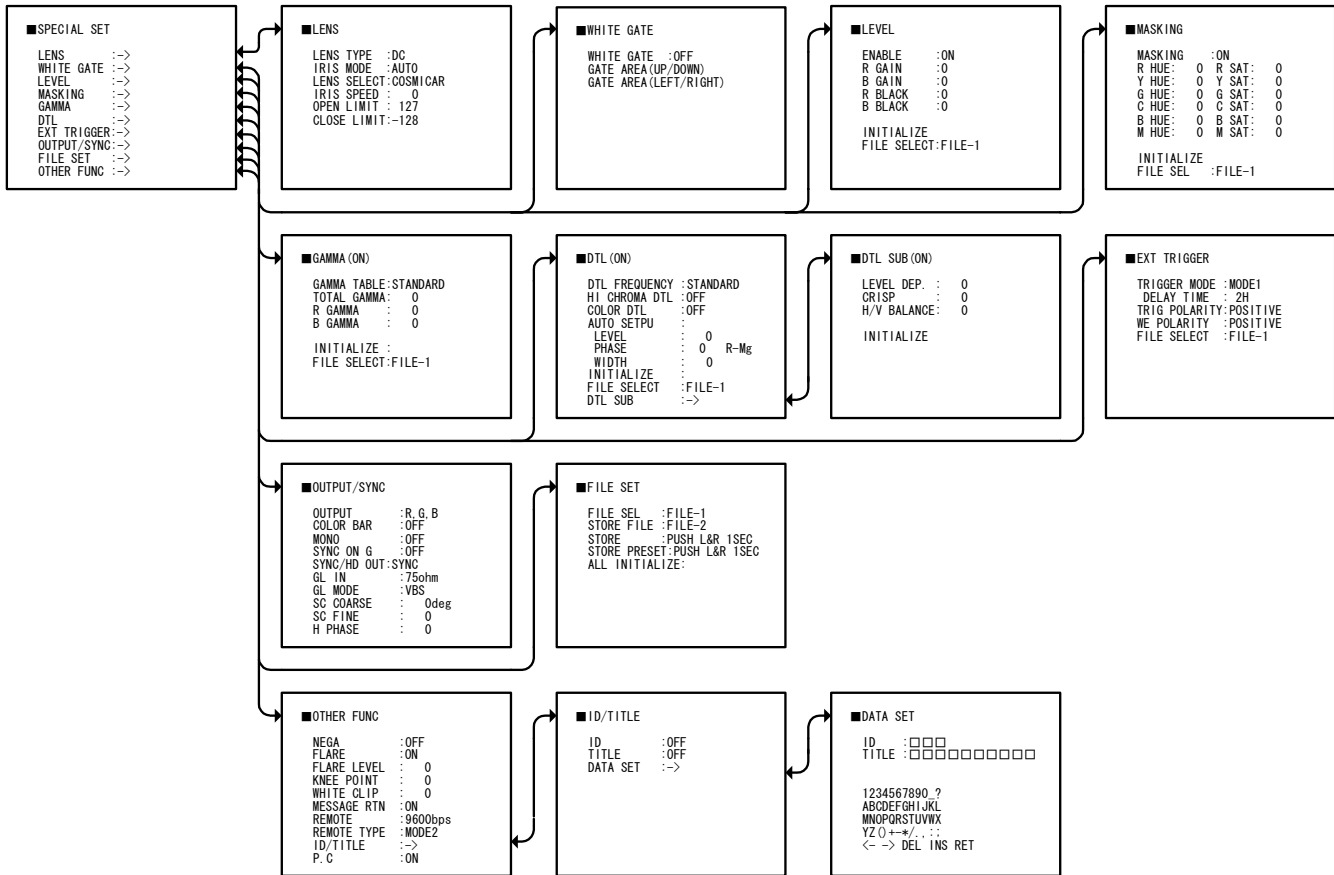 ■SPECIAL SET
LENS :->
WHITE GATE :->
LEVEL :->
MASKING :->
GAMMA :->
DTL :->
EXT TRIGGER:->
OUTPUT/SYNC:->
FILE SET :->
OTHER FUNC :->
■LENS
LENS TYPE :DC
IRIS MODE :AUTO
LENS SELECT:COSMICAR
IRIS SPEED : 0
OPEN LIMIT : 127
CLOSE LIMIT:-128
■WHITE GATE
WHITE GATE :OFF
GATE AREA(UP/DOWN)
GATE AREA(LEFT/RIGHT)
■LEVEL
ENABLE :ON
R GAIN :0
B GAIN :0
R BLACK :0
B BLACK :0
INITIALIZE
FILE SELECT:FILE-1
■MASKING
MASKING :ON
R HUE: 0 R SAT: 0
Y HUE: 0 Y SAT: 0
G HUE: 0 G SAT: 0
C HUE: 0 C SAT: 0
B HUE: 0 B SAT: 0
M HUE: 0 M SAT: 0
INITIALIZE
FILE SEL :FILE-1
■GAMMA(ON)
GAMMA TABLE:STANDARD
TOTAL GAMMA: 0
R GAMMA : 0
B GAMMA : 0
INITIALIZE :
FILE SELECT:FILE-1
■DTL(ON)
DTL FREQUENCY :STANDARD
HI CHROMA DTL :OFF
COLOR DTL :OFF
AUTO SETPU :
LEVEL : 0
PHASE : 0 R-Mg
WIDTH : 0
INITIALIZE :
FILE SELECT :FILE-1
DTL SUB :->
■DTL SUB(ON)
LEVEL DEP. : 0
CRISP : 0
H/V BALANCE: 0
INITIALIZE
■EXT TRIGGER
TRIGGER MODE :MODE1
DELAY TIME : 2H
TRIG POLARITY:POSITIVE
WE POLARITY :POSITIVE
FILE SELECT :FILE-1
■OUTPUT/SYNC
OUTPUT :R,G,B
COLOR BAR :OFF
MONO :OFF
SYNC ON G :OFF
SYNC/HD OUT:SYNC
GL IN :75ohm
GL MODE :VBS
SC COARSE : 0deg
SC FINE : 0
H PHASE : 0
■FILE SET
FILE SEL :FILE-1
STORE FILE :FILE-2
STORE :PUSH L&R 1SEC
STORE PRESET:PUSH L&R 1SEC
ALL INITIALIZE:
■OTHER FUNC
NEGA :OFF
FLARE :ON
FLARE LEVEL : 0
KNEE POINT : 0
WHITE CLIP : 0
MESSAGE RTN :ON
REMOTE :9600bps
REMOTE TYPE :MODE2
ID/TITLE :->
P.C :ON
■ID/TITLE
ID :OFF
TITLE :OFF
DATA SET :->
■DATA SET
ID :□□□
TITLE :□□□□□□□□□□
1234567890_?
ABCDEFGHIJKL
MNOPQRSTUVWX
YZ()+-*/.,:;
<- -> DEL INS RET